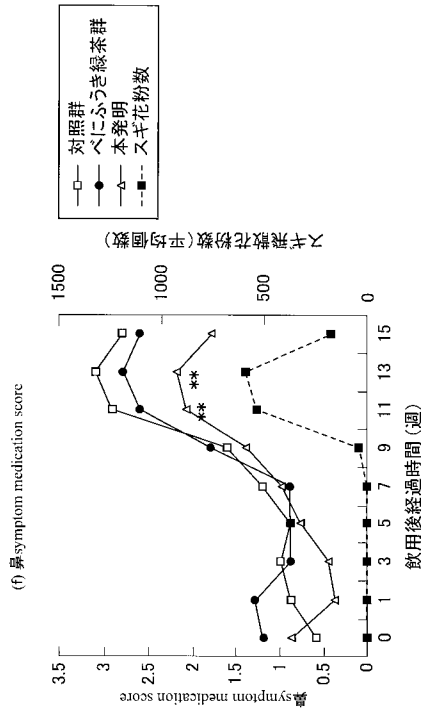 (f) 鼻symptom medication score
鼻symptom medication score
3.5
3
2.5
2
1.5
1
0.5
0
**
**
0 1 3 5 7 9 11 13 15
飲用後経過時間 (週)
1500
1000
500
0
スギ飛散花粉数 (平均個数)
対照群
べにふうき緑茶群
本発明
スギ花粉数